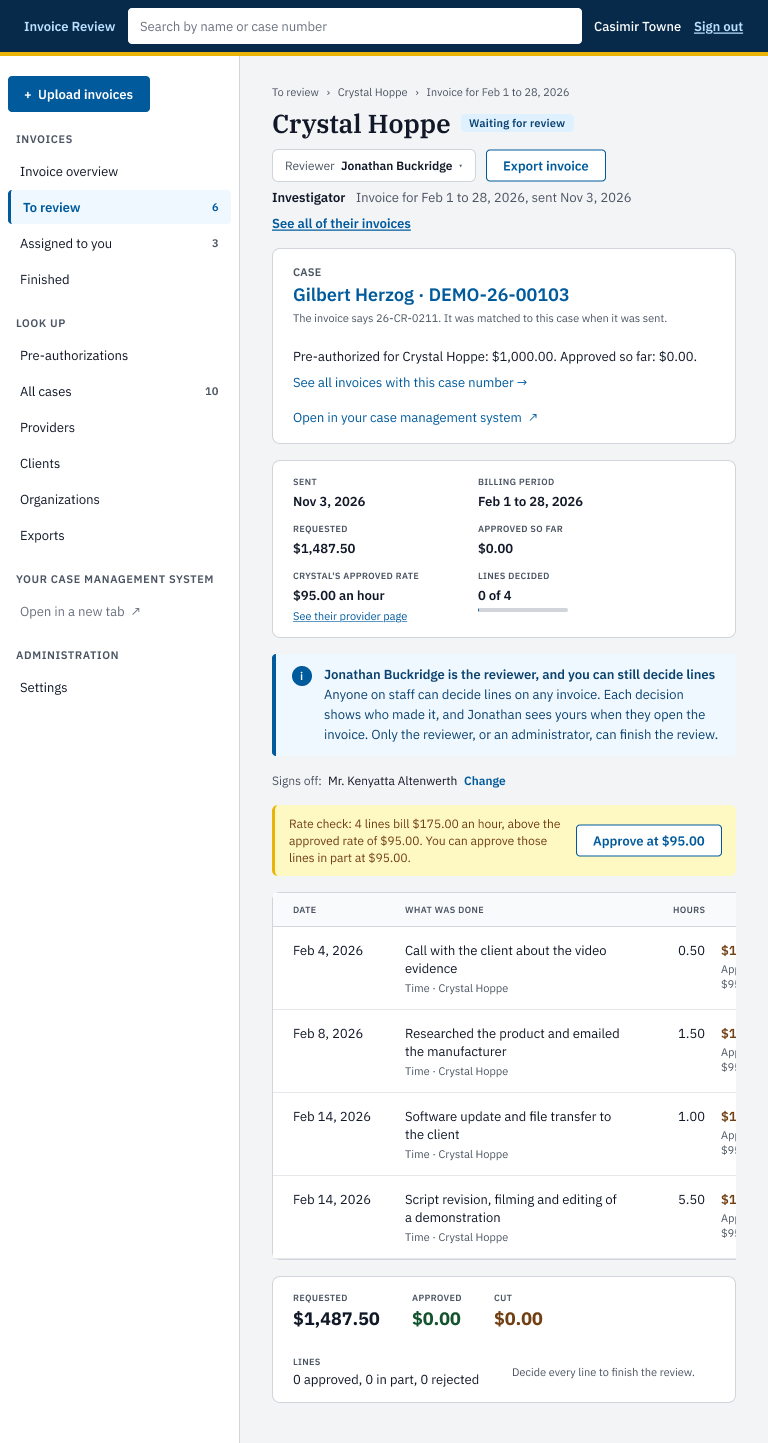 Invoice Review
Search by name or case number
Casimir Towne
Sign out
+ Upload invoices
INVOICES
Invoice overview
To review 6
Assigned to you 3
Finished
LOOK UP
Pre-authorizations
All cases 10
Providers
Clients
Organizations
Exports
YOUR CASE MANAGEMENT SYSTEM
Open in a new tab ↗
ADMINISTRATION
Settings
To review › Crystal Hoppe › Invoice for Feb 1 to 28, 2026
Crystal Hoppe Waiting for review
Reviewer Jonathan Buckridge ·
Export invoice
Investigator Invoice for Feb 1 to 28, 2026, sent Nov 3, 2026
See all of their invoices
CASE
Gilbert Herzog · DEMO-26-00103
The invoice says 26-CR-0211. It was matched to this case when it was sent.
Pre-authorized for Crystal Hoppe: $1,000.00. Approved so far: $0.00.
See all invoices with this case number →
Open in your case management system ↗
SENT
Nov 3, 2026
BILLING PERIOD
Feb 1 to 28, 2026
REQUESTED
$1,487.50
APPROVED SO FAR
$0.00
CRYSTAL'S APPROVED RATE
$95.00 an hour
See their provider page
LINES DECIDED
0 of 4
i
Jonathan Buckridge is the reviewer, and you can still decide lines
Anyone on staff can decide lines on any invoice. Each decision
shows who made it, and Jonathan sees yours when they open the
invoice. Only the reviewer, or an administrator, can finish the review.
Signs off: Mr. Kenyatta Altenwerth Change
Rate check: 4 lines bill $175.00 an hour, above the
approved rate of $95.00. You can approve those
lines in part at $95.00.
Approve at $95.00
DATE WHAT WAS DONE HOURS
Feb 4, 2026 Call with the client about the video 0.50
evidence
Time · Crystal Hoppe
Feb 8, 2026 Researched the product and emailed 1.50
the manufacturer
Time · Crystal Hoppe
Feb 14, 2026 Software update and file transfer to 1.00
the client
Time · Crystal Hoppe
Feb 14, 2026 Script revision, filming and editing of 5.50
a demonstration
Time · Crystal Hoppe
REQUESTED
$1,487.50
APPROVED
$0.00
CUT
$0.00
LINES
0 approved, 0 in part, 0 rejected
Decide every line to finish the review.